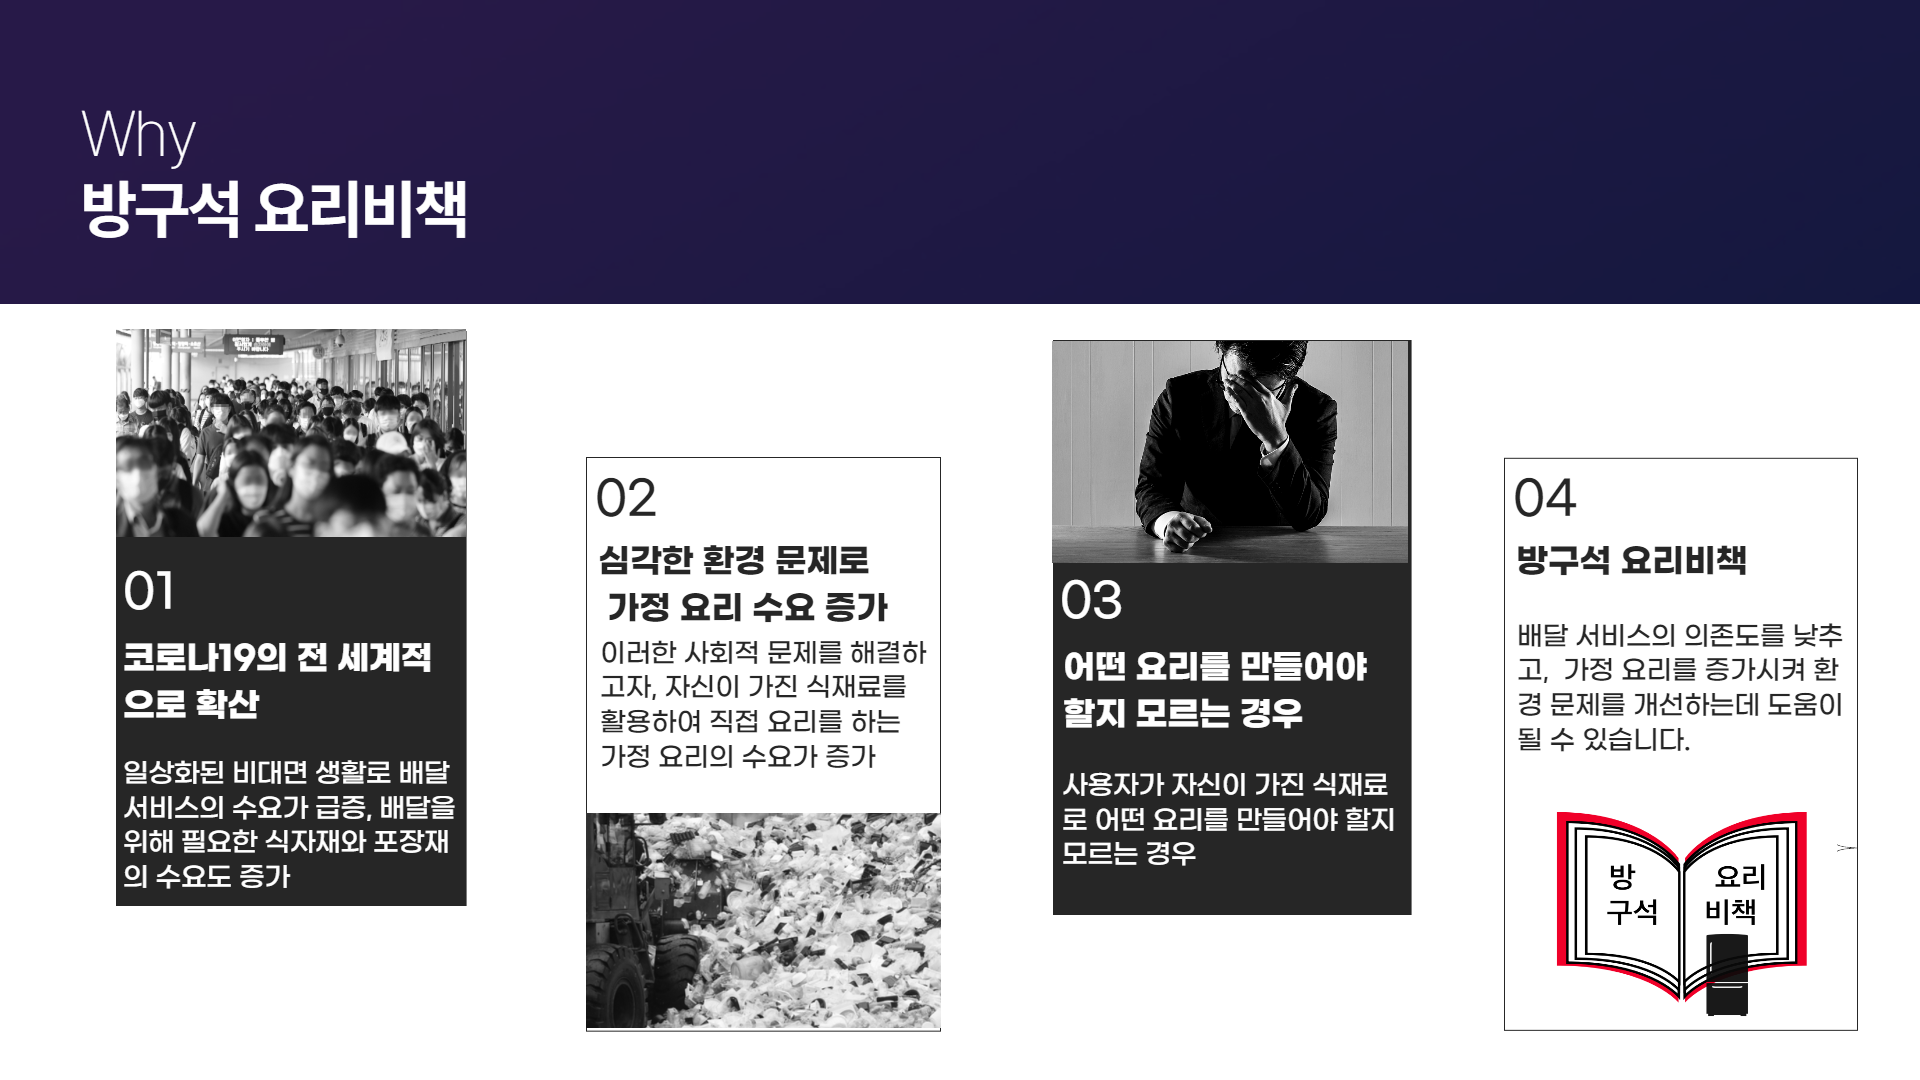 Why
방구석 요리비책
01
코로나19의 전 세계적
으로 확산
일상화된 비대면 생활로 배달
서비스의 수요가 급증, 배달을
위해 필요한 식자재와 포장재
의 수요도 증가
02
심각한 환경 문제로
가정 요리 수요 증가
이러한 사회적 문제를 해결하
고자, 자신이 가진 식재료를
활용하여 직접 요리를 하는
가정 요리의 수요가 증가
03
어떤 요리를 만들어야
할지 모르는 경우
사용자가 자신이 가진 식재료
로 어떤 요리를 만들어야 할지
모르는 경우
04
방구석 요리비책
배달 서비스의 의존도를 낮추
고, 가정 요리를 증가시켜 환
경 문제를 개선하는데 도움이
될 수 있습니다.
방
구석
요리
비책